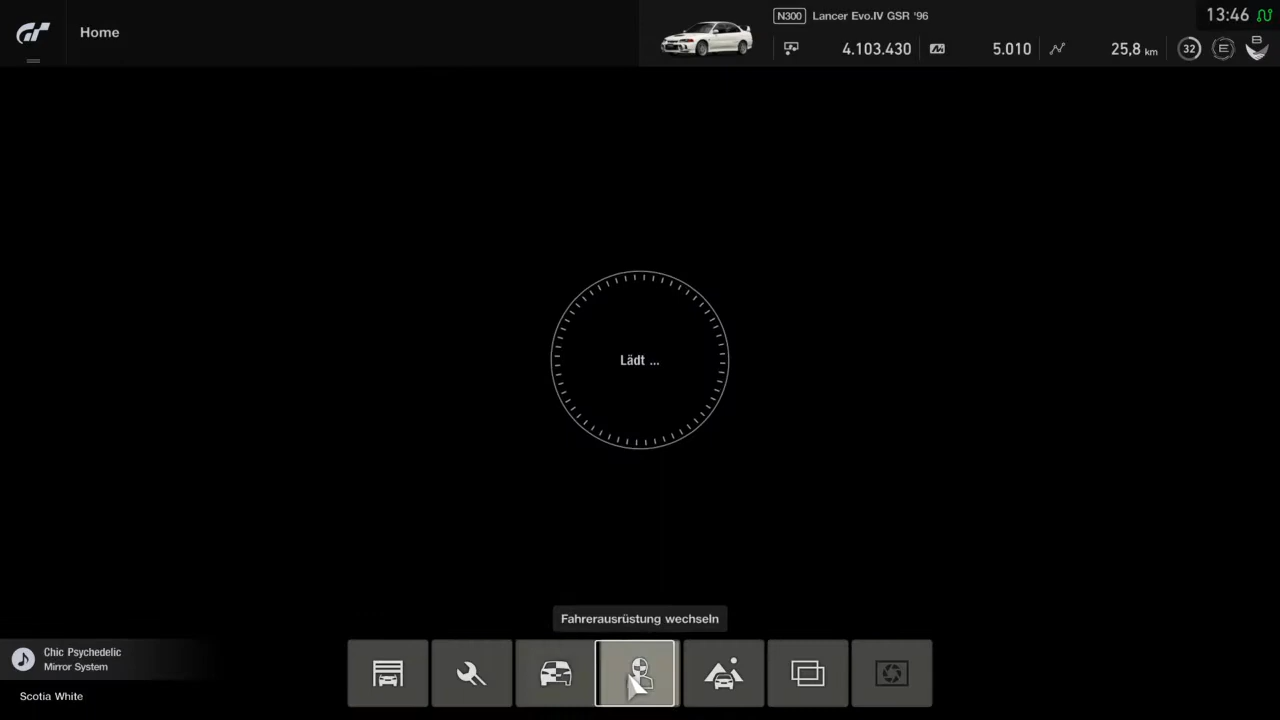 Home
N300 Lancer Evo.IV GSR '96
13:46
4.103.430
5.010
25,8 km
32
E
B
Lädt ...
Fahrerausrüstung wechseln
Chic Psychedelic
Mirror System
Scotia White